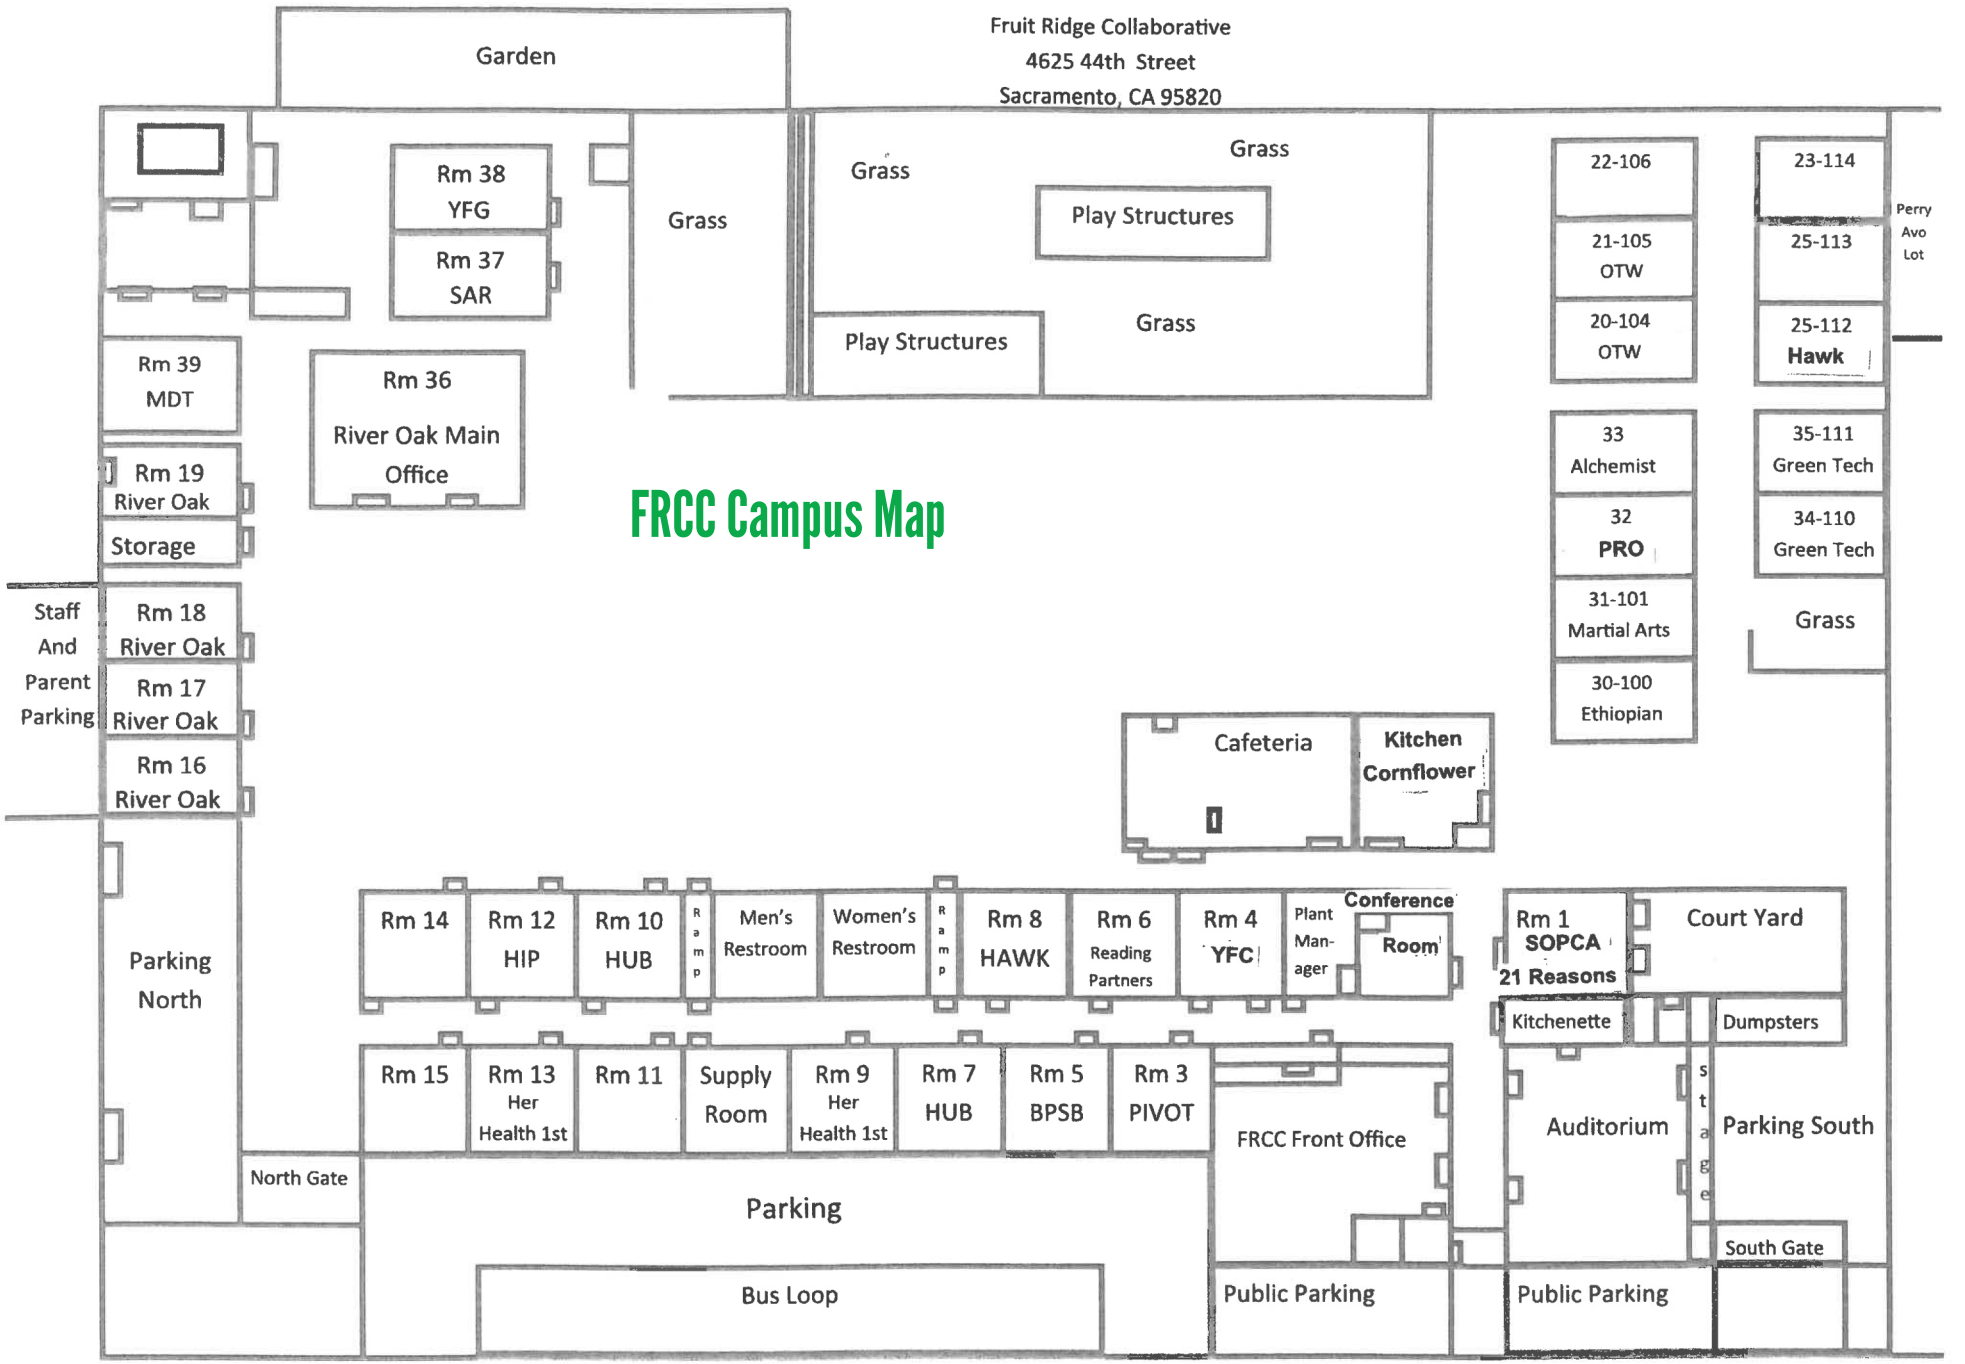 Fruit Ridge Collaborative
4625 44th Street
Sacramento, CA 95820
Garden
Rm 38
YFG
Rm 37
SAR
Grass
Grass
Grass
Play Structures
Play Structures
Grass
22-106
21-105
OTW
20-104
OTW
23-114
25-113
25-112
Hawk
Perry
Avo
Lot
Rm 39
MDT
Rm 36
River Oak Main
Office
Rm 19
River Oak
Storage
FRCC Campus Map
33
Alchemist
32
PRO
31-101
Martial Arts
30-100
Ethiopian
35-111
Green Tech
34-110
Green Tech
Grass
Staff
And
Parent
Parking
Rm 18
River Oak
Rm 17
River Oak
Rm 16
River Oak
Cafeteria
Kitchen
Cornflower
Parking
North
Rm 14
Rm 12
HIP
Rm 10
HUB
Ramp
Men's
Restroom
Women's
Restroom
Ramp
Rm 8
HAWK
Rm 6
Reading
Partners
Rm 4
YFC
Plant
Man-
ager
Conference
Room
Rm 1
SOPCA
21 Reasons
Court Yard
Kitchenette
Dumpsters
Rm 15
Rm 13
Her
Health 1st
Rm 11
Supply
Room
Rm 9
Her
Health 1st
Rm 7
HUB
Rm 5
BPSB
Rm 3
PIVOT
FRCC Front Office
Auditorium
stage
Parking South
North Gate
Parking
South Gate
Bus Loop
Public Parking
Public Parking